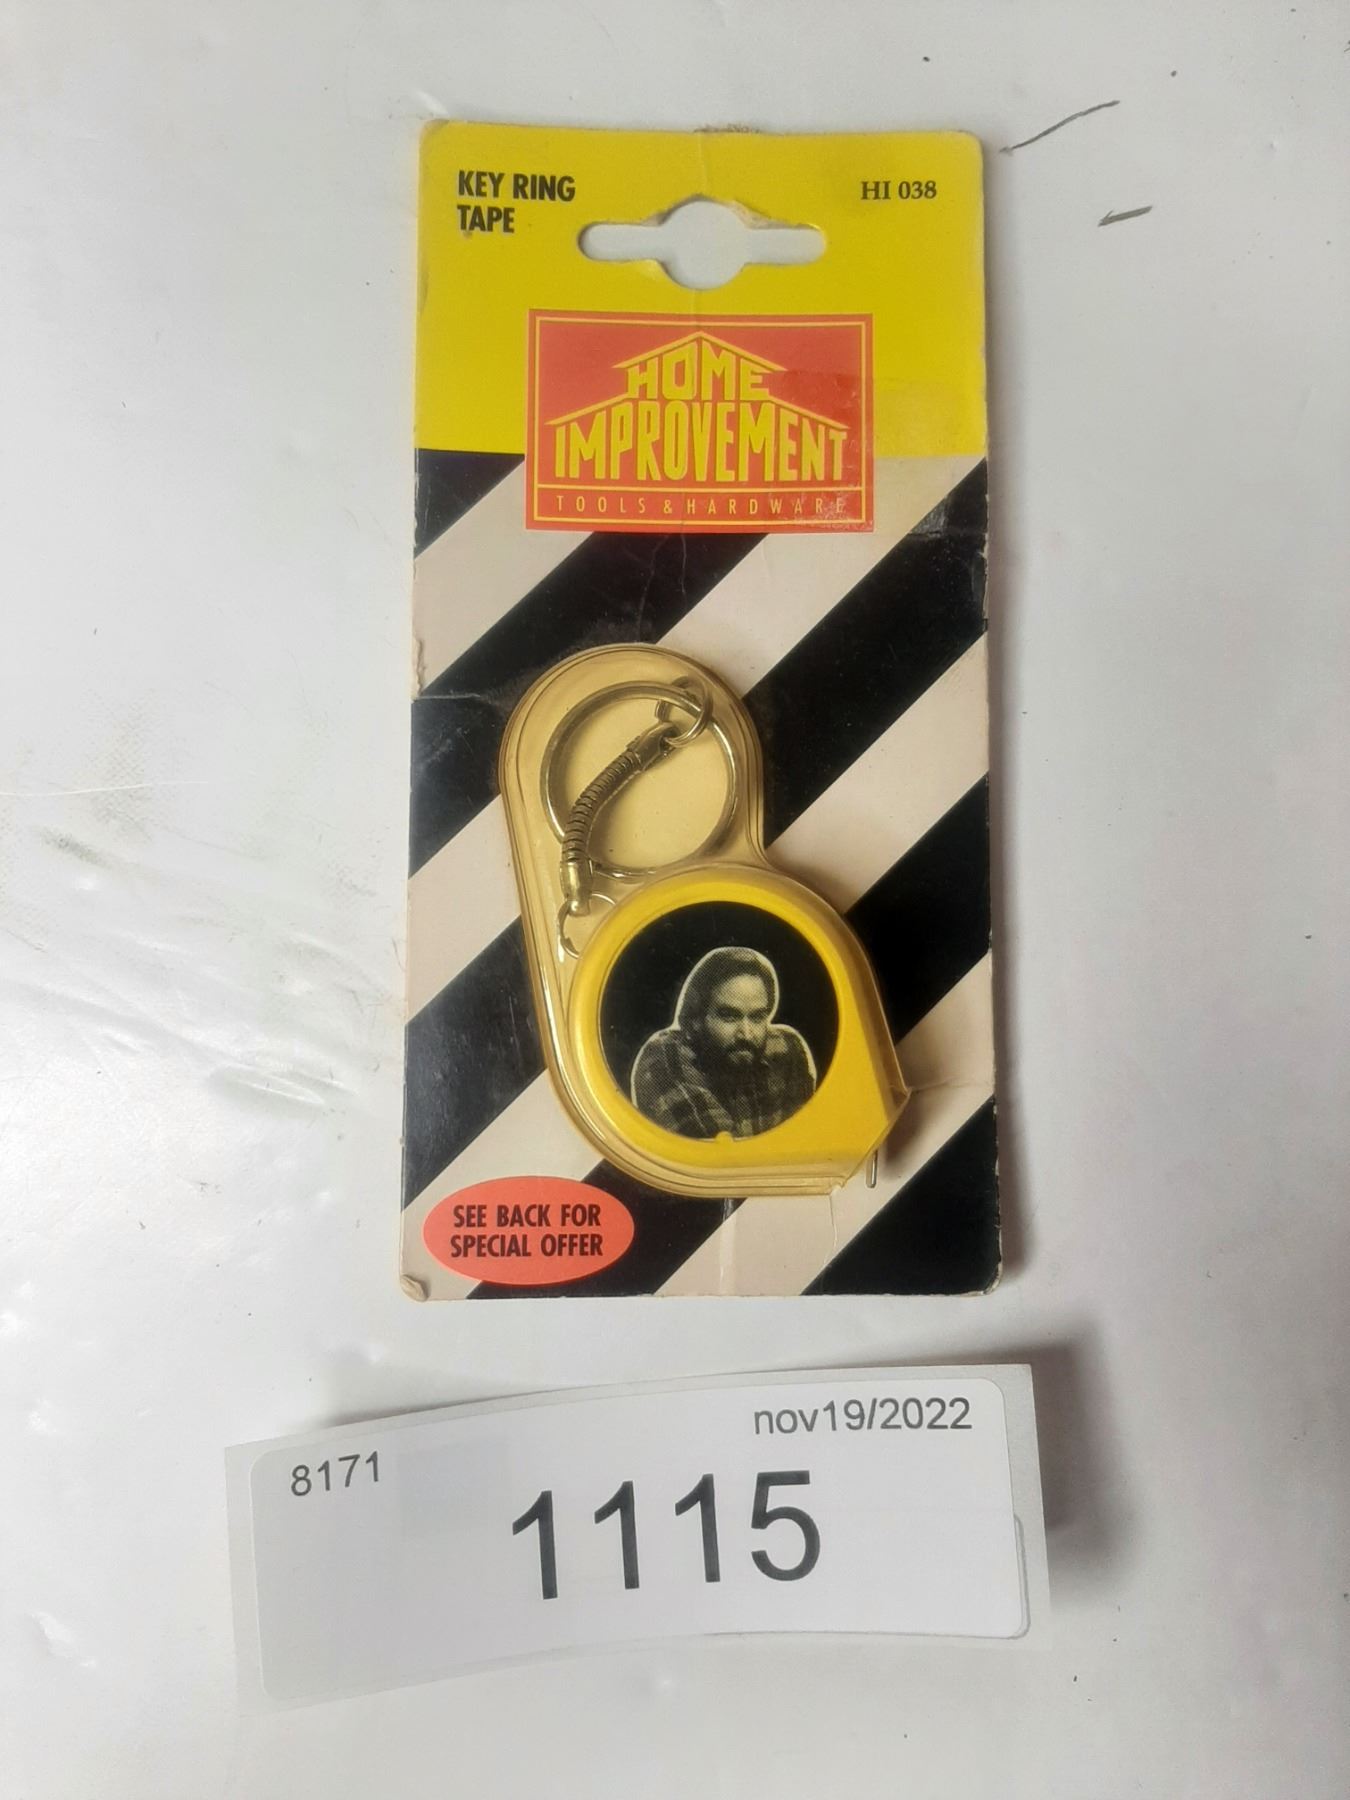 KEY RING
TAPE
HI 038
HOME
IMPROVEMENT
TOOLS & HARDWARE
SEE BACK FOR
SPECIAL OFFER
nov19/2022
8171
1115